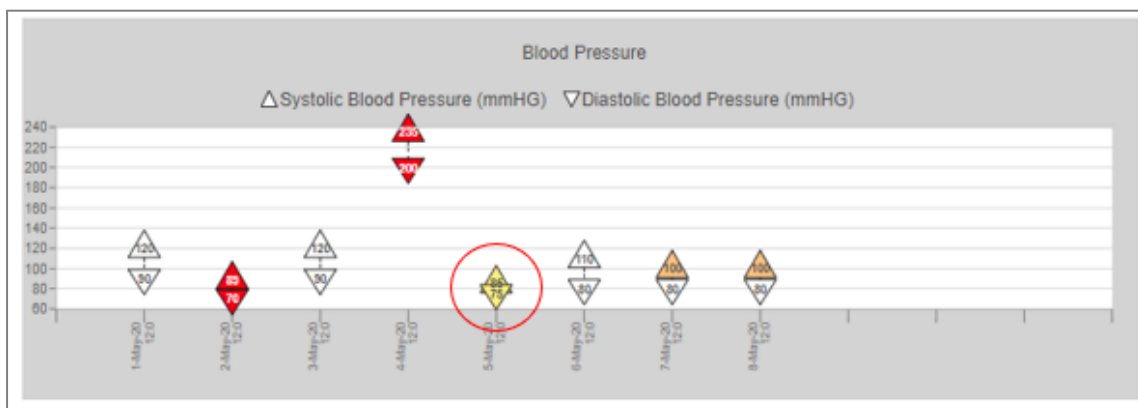 Blood Pressure
Systolic Blood Pressure (mmHG) Diastolic Blood Pressure (mmHG)
240
220
200
180
160
140
120
100
80
60
235
200
120
90
85
70
120
90
75
110
80
100
80
100
80
1-May-20 12:0
2-May-20 12:0
3-May-20 12:0
4-May-20 12:0
5-May-20 12:0
6-May-20 12:0
7-May-20 12:0
8-May-20 12:0